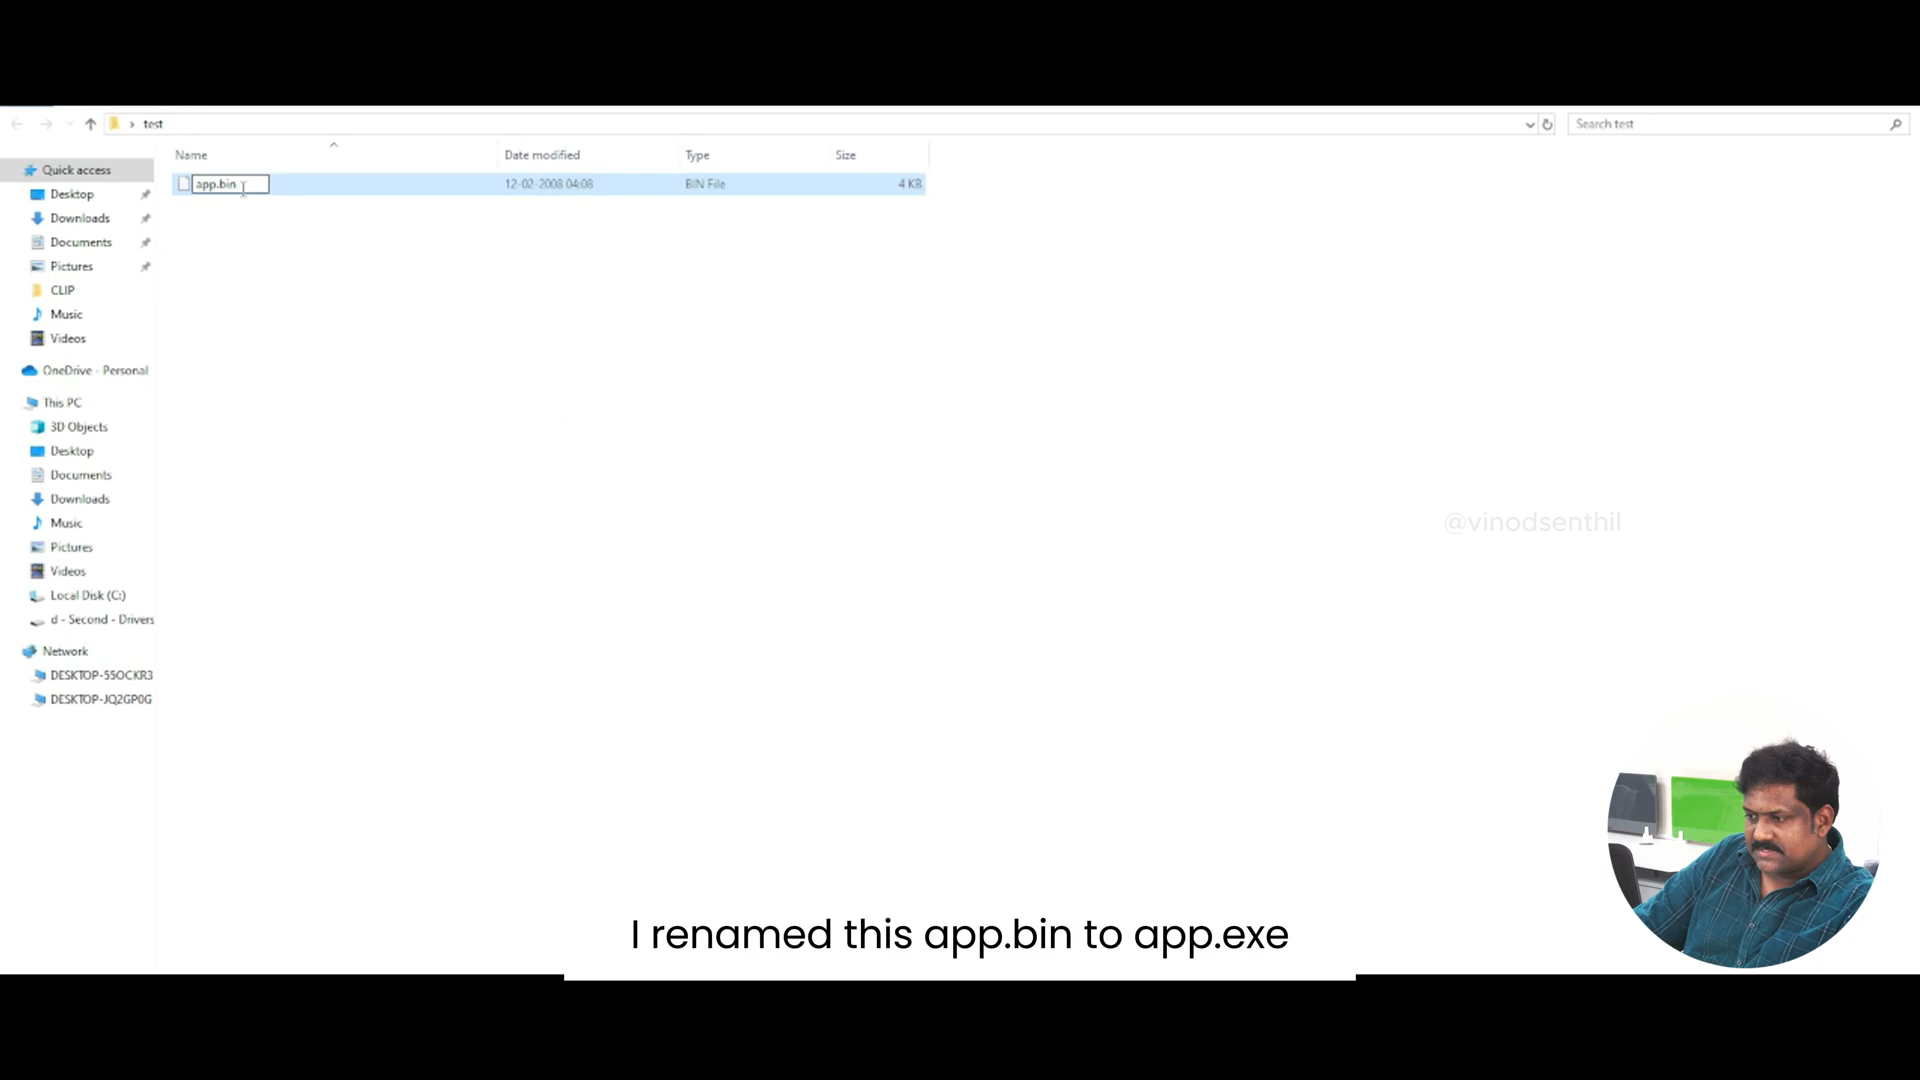 test
Search test
Name
Date modified
Type
Size
Quick access
app.bin
12-02-2008 04:08
BIN File
4 KB
Desktop
Downloads
Documents
Pictures
CLIP
Music
Videos
OneDrive - Personal
This PC
3D Objects
Desktop
Documents
Downloads
Music
Pictures
Videos
Local Disk (C:)
d - Second - Drivers
Network
DESKTOP-55OCKR3
DESKTOP-JQ2GP0G
@vinodsenthil
I renamed this app.bin to app.exe